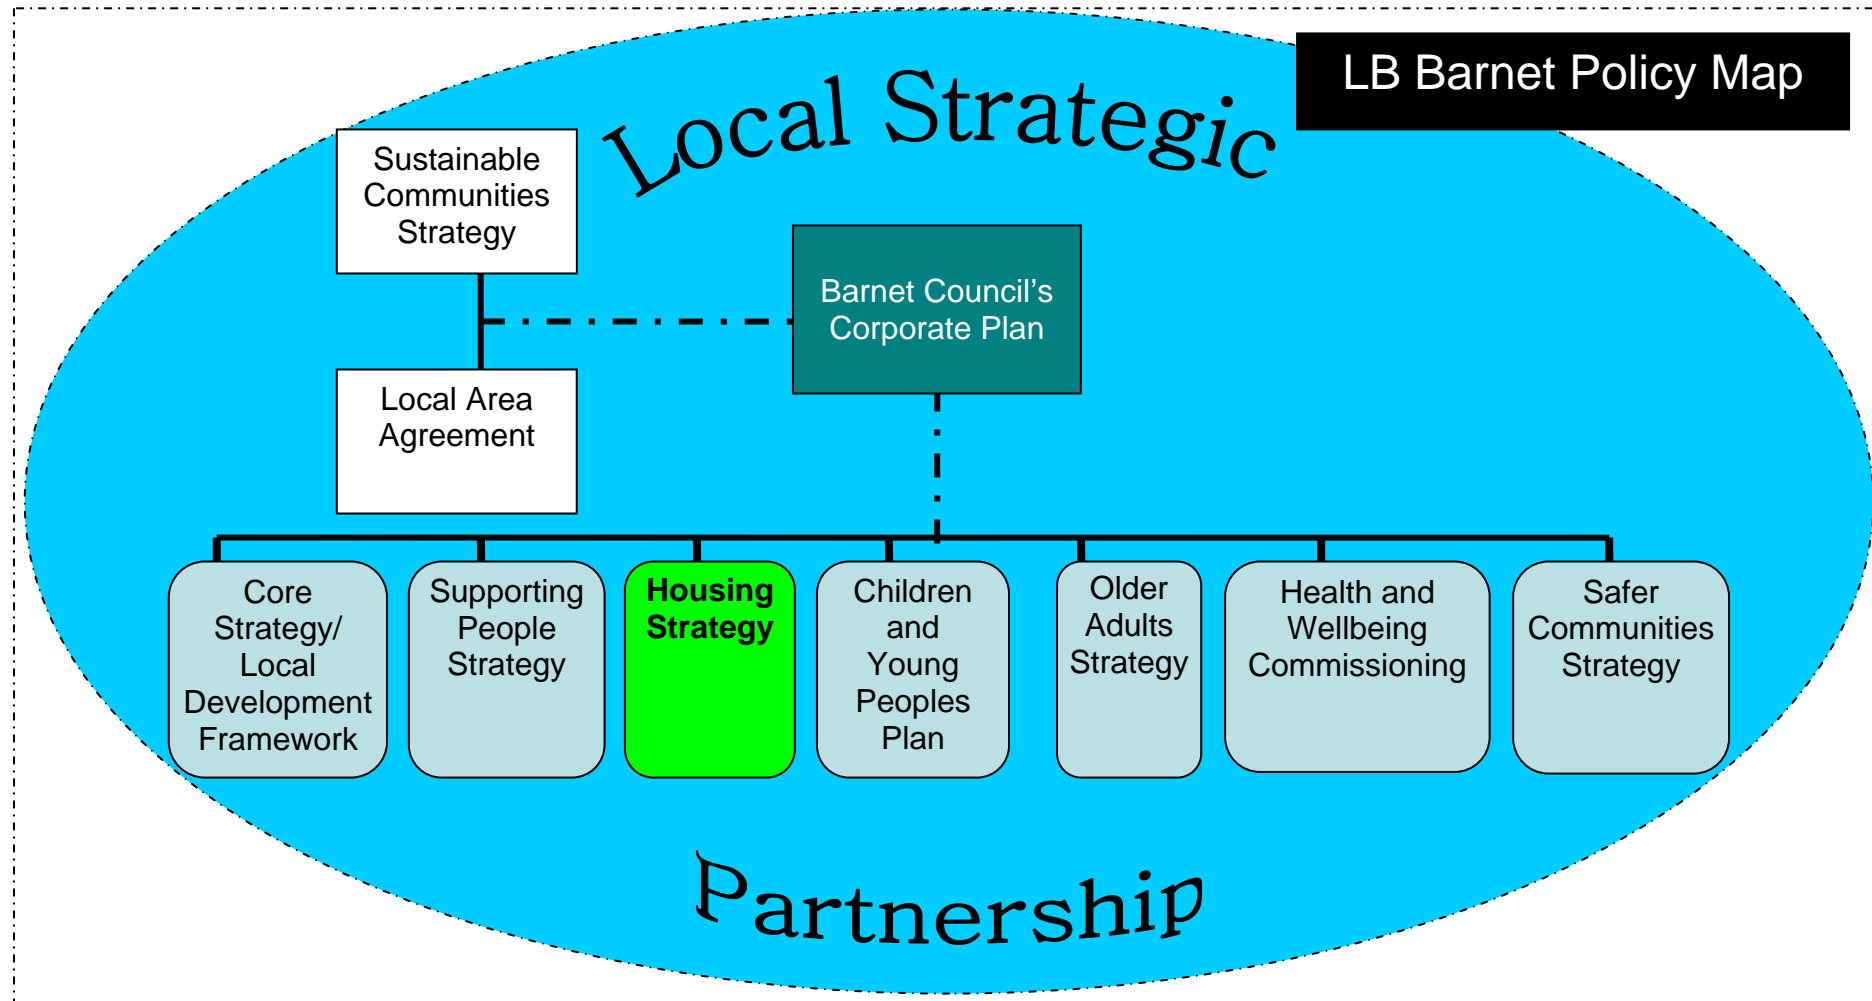 LB Barnet Policy Map
Local Strategic
Sustainable
Communities
Strategy
Barnet Council’s
Corporate Plan
Local Area
Agreement
Core
Strategy/
Local
Development
Framework
Supporting
People
Strategy
Housing
Strategy
Children
and
Young
Peoples
Plan
Older
Adults
Strategy
Health and
Wellbeing
Commissioning
Safer
Communities
Strategy
Partnership